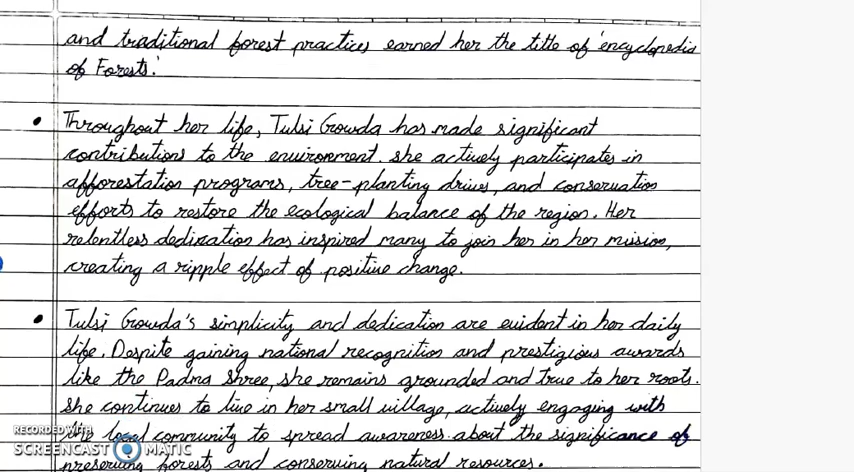 and traditional forest practices earned her the title of 'encyclopedia
of Forests.'
• Throughout her life, Tulsi Gowda has made significant
contributions to the environment. she actively participates in
afforestation programs, tree-planting drives, and conservation
efforts to restore the ecological balance of the region. Her
relentless dedication has inspired many to join her in her mission,
creating a ripple effect of positive change.
• Tulsi Gowda's simplicity and dedication are evident in her daily
life. Despite gaining national recognition and prestigious awards
like the Padma Shree, she remains grounded and true to her roots.
She continues to live in her small village, actively engaging with
the local community to spread awareness about the significance of
preserving forests and conserving natural resources.
RECORDED WITH
SCREENCAST MATIC